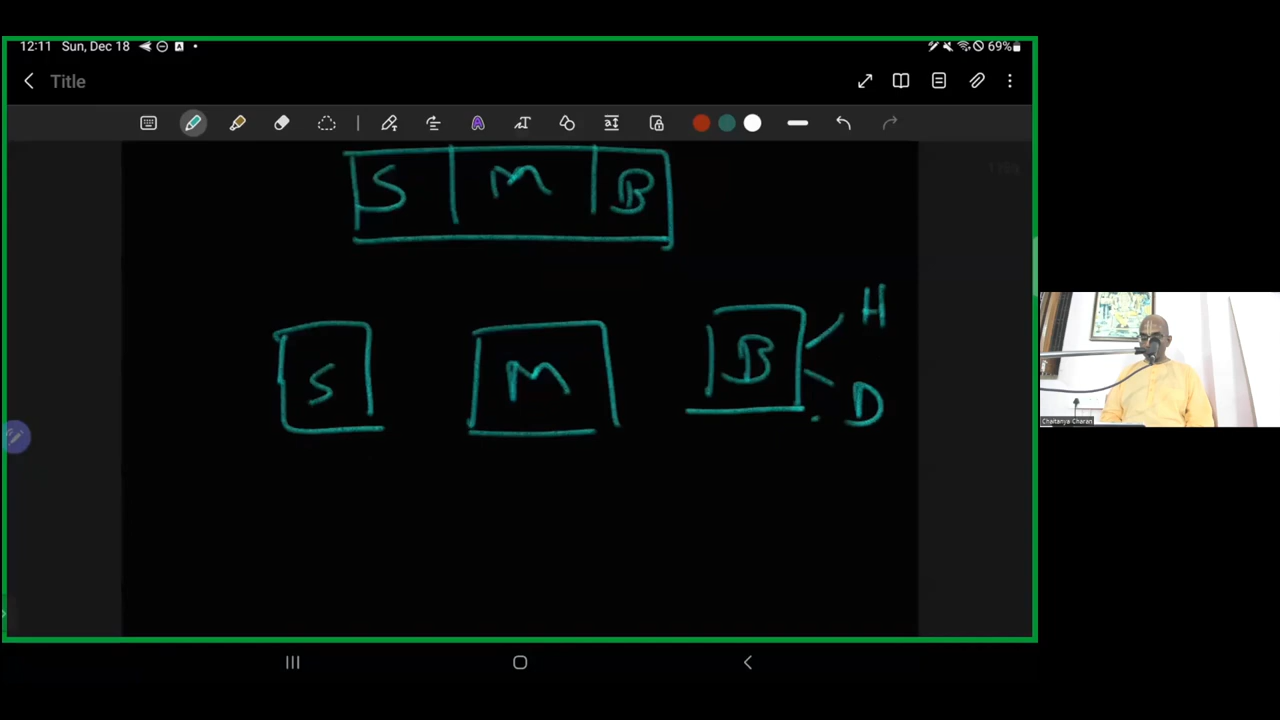 12:11 Sun, Dec 18 69%
Title
S M B
H
S M B
D
Chaitanya Charan